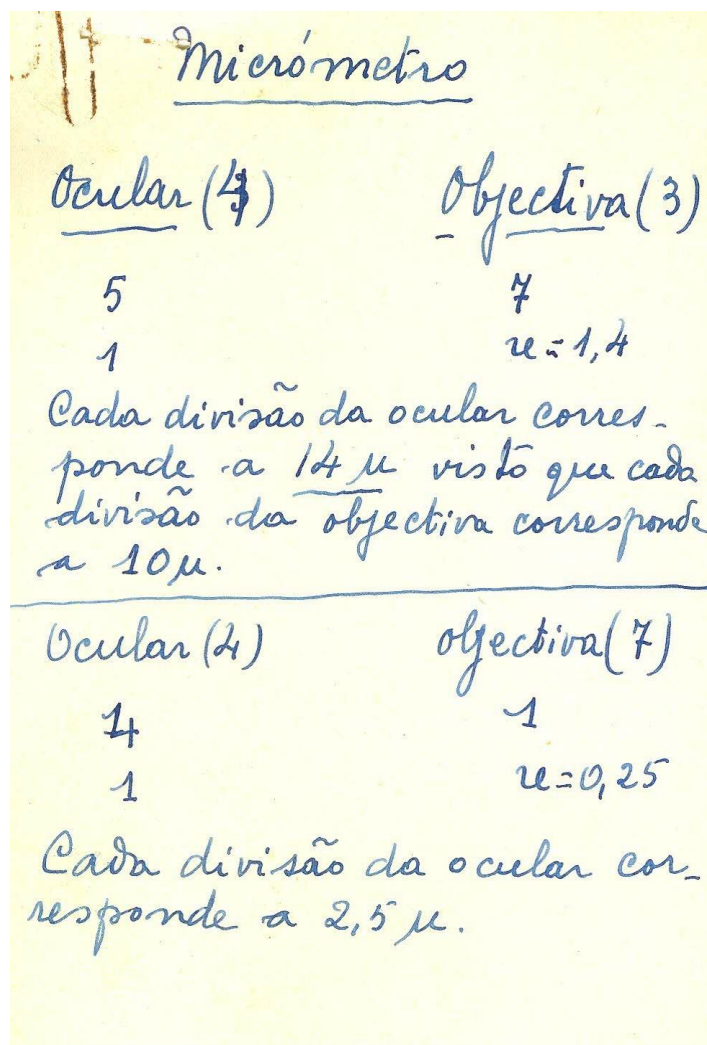 Micrómetro
Ocular (4) Objectiva (3)
5 7
1 x = 1,4
Cada divisão da ocular corres-
ponde a 14 µ visto que cada
divisão da objectiva corresponde
a 10 µ.
Ocular (4) objectiva (7)
4 1
1 x = 0,25
Cada divisão da ocular cor-
responde a 2,5 µ.